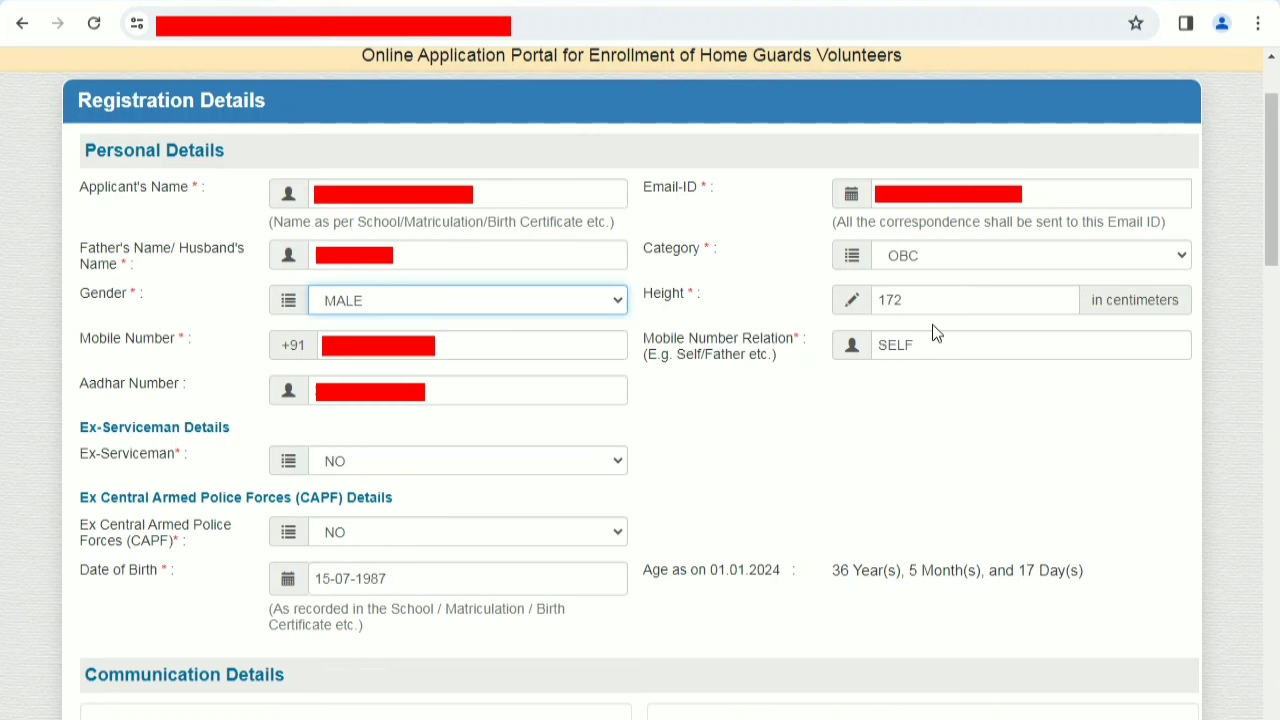 Online Application Portal for Enrollment of Home Guards Volunteers
Registration Details
Personal Details
Applicant's Name * :
Email-ID * :
(Name as per School/Matriculation/Birth Certificate etc.)
(All the correspondence shall be sent to this Email ID)
Father's Name/ Husband's
Name * :
Category * :
OBC
Gender * :
MALE
Height * :
172
in centimeters
Mobile Number * :
+91
Mobile Number Relation* :
(E.g. Self/Father etc.)
SELF
Aadhar Number :
Ex-Serviceman Details
Ex-Serviceman* :
NO
Ex Central Armed Police Forces (CAPF) Details
Ex Central Armed Police
Forces (CAPF)* :
NO
Date of Birth * :
15-07-1987
Age as on 01.01.2024 :
36 Year(s), 5 Month(s), and 17 Day(s)
(As recorded in the School / Matriculation / Birth
Certificate etc.)
Communication Details